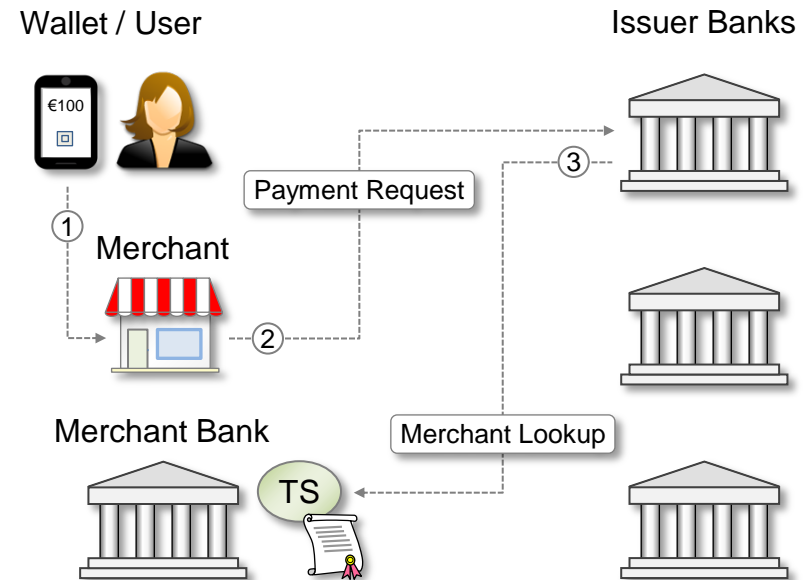 Wallet / User
Issuer Banks
€100
3
Payment Request
1
Merchant
2
Merchant Bank
Merchant Lookup
TS